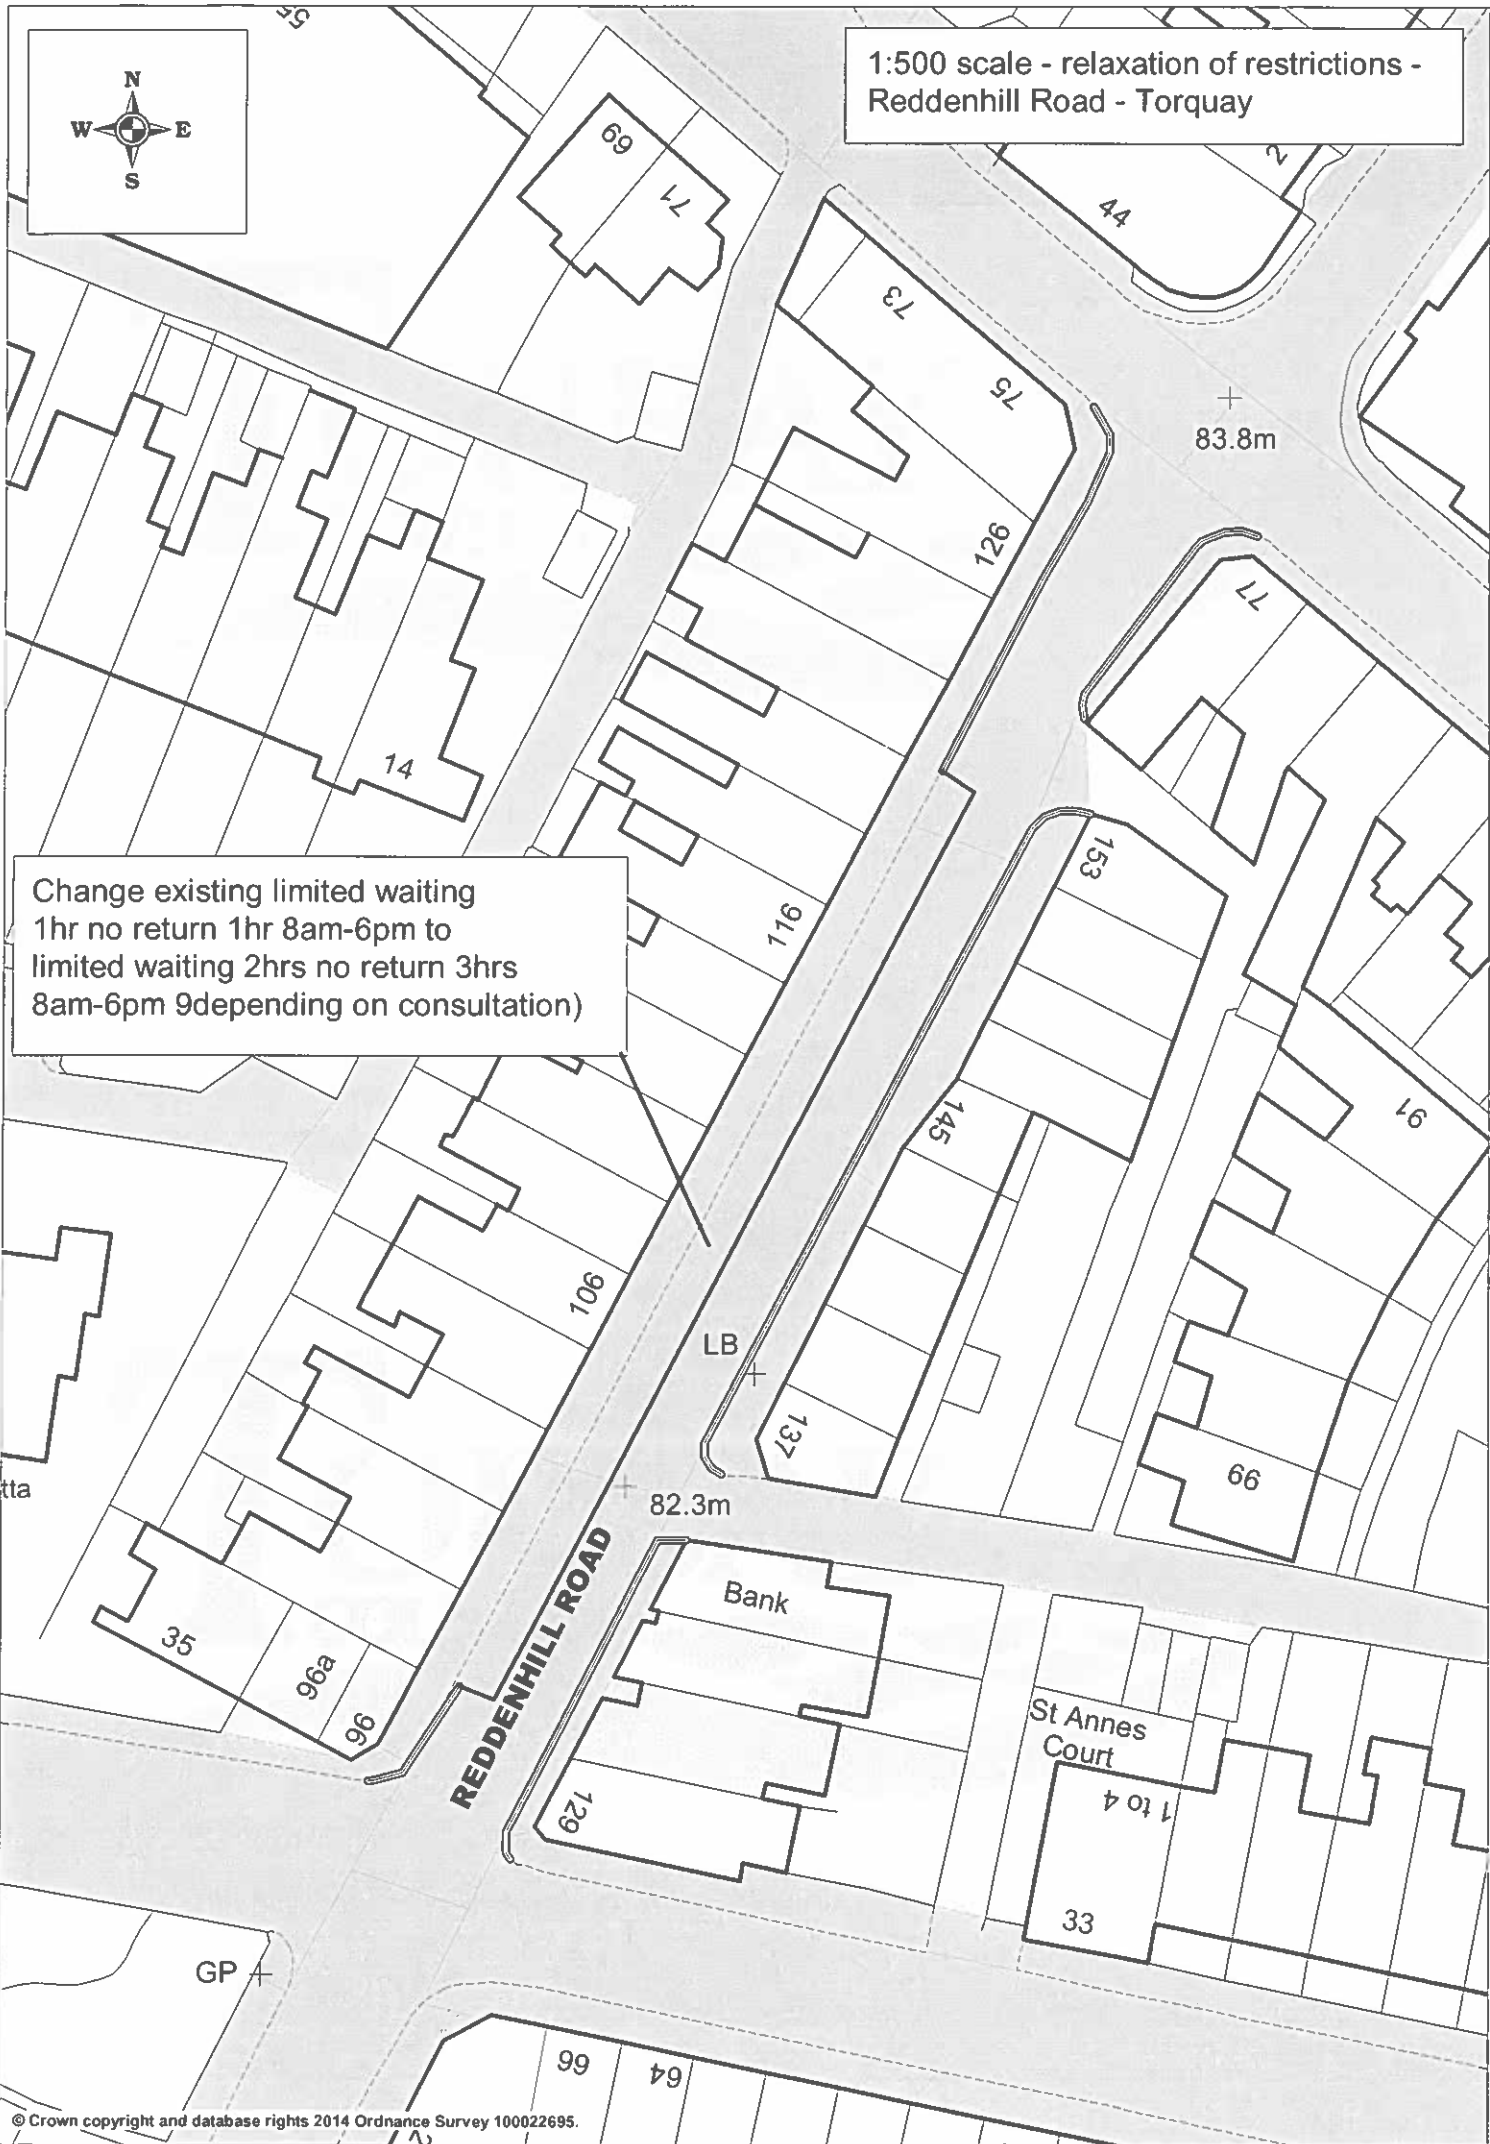 55
N
W E
S
1:500 scale - relaxation of restrictions -
Reddenhill Road - Torquay
69
71
2
44
73
75
83.8m
126
77
14
153
Change existing limited waiting
1hr no return 1hr 8am-6pm to
limited waiting 2hrs no return 3hrs
8am-6pm 9depending on consultation)
116
145
91
106
LB
137
99
tta
82.3m
REDDENHILL ROAD
Bank
35
96a
96
St Annes
Court
1 to 4
129
33
GP
66
64
© Crown copyright and database rights 2014 Ordnance Survey 100022695.